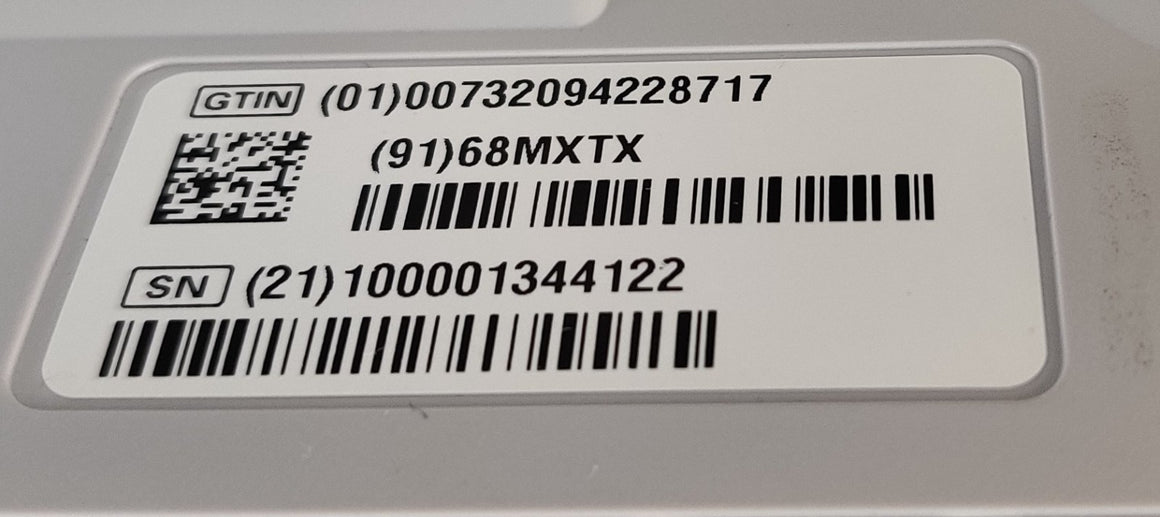 GTIN (01)00732094228717
(91)68MXTX
SN (21)100001344122